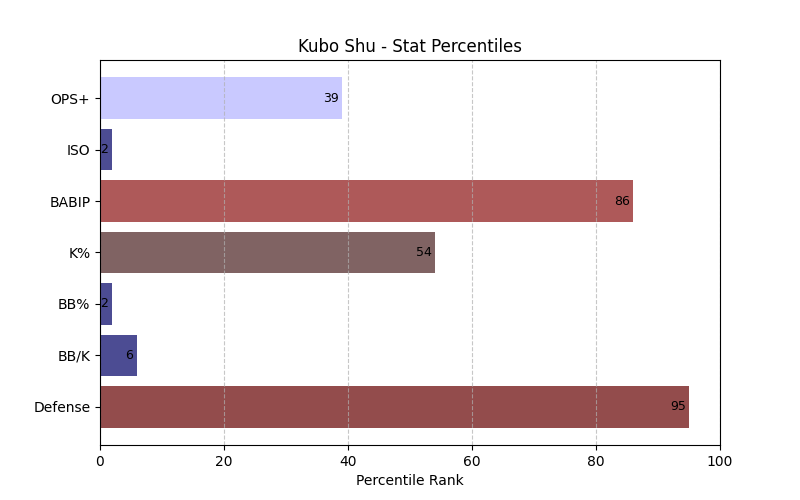 Kubo Shu - Stat Percentiles
OPS+ 39
ISO 2
BABIP 86
K% 54
BB% 2
BB/K 6
Defense 95
0 20 40 60 80 100
Percentile Rank